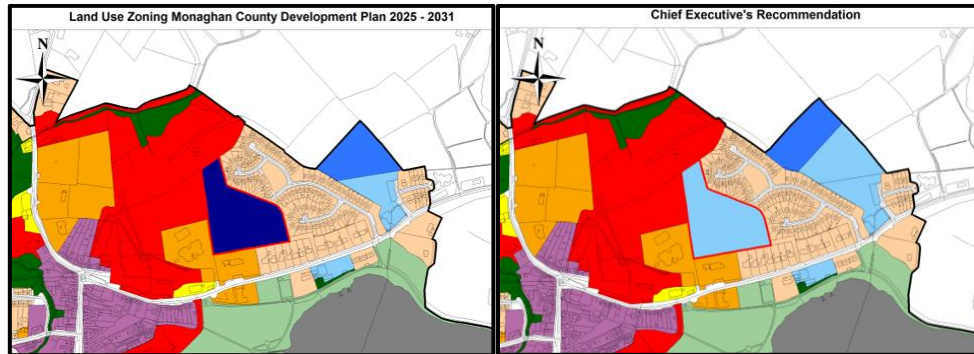 Land Use Zoning Monaghan County Development Plan 2025 - 2031
N
Chief Executive's Recommendation
N